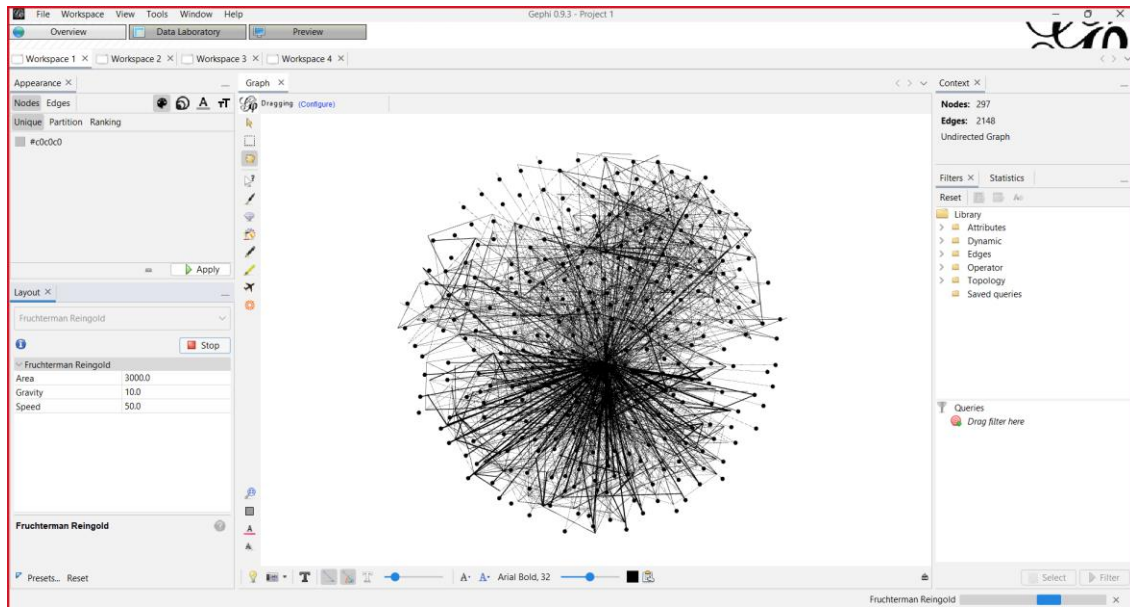 File Workspace View Tools Window Help
Gephi 0.9.3 - Project 1
Overview Data Laboratory Preview
Workspace 1 Workspace 2 Workspace 3 Workspace 4
Appearance
Nodes Edges
Unique Partition Ranking
#c0c0c0
Apply
Layout
Fruchterman Reingold
Stop
Fruchterman Reingold
Area 3000.0
Gravity 10.0
Speed 50.0
Fruchterman Reingold
Presets... Reset
Graph
Dragging (Configure)
Arial Bold, 32
Context
Nodes: 297
Edges: 2148
Undirected Graph
Filters Statistics
Reset
Library
Attributes
Dynamic
Edges
Operator
Topology
Saved queries
Queries
Drag filter here
Select Filter
Fruchterman Reingold